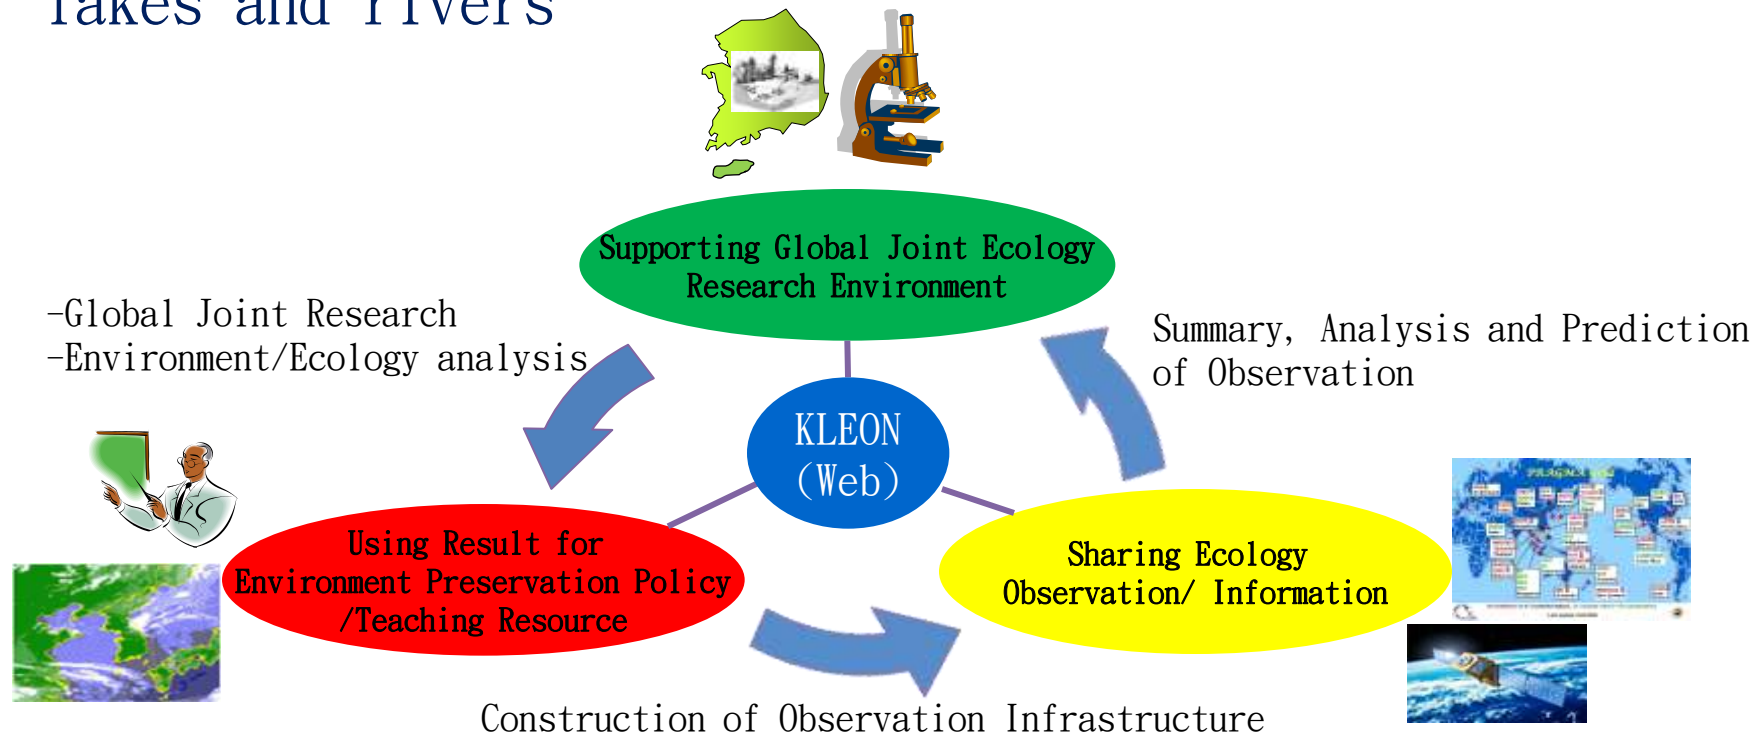 lakes and rivers
Supporting Global Joint Ecology
Research Environment
-Global Joint Research
-Environment/Ecology analysis
Summary, Analysis and Prediction
of Observation
KLEON
(Web)
Using Result for
Environment Preservation Policy
/Teaching Resource
Sharing Ecology
Observation/ Information
Construction of Observation Infrastructure